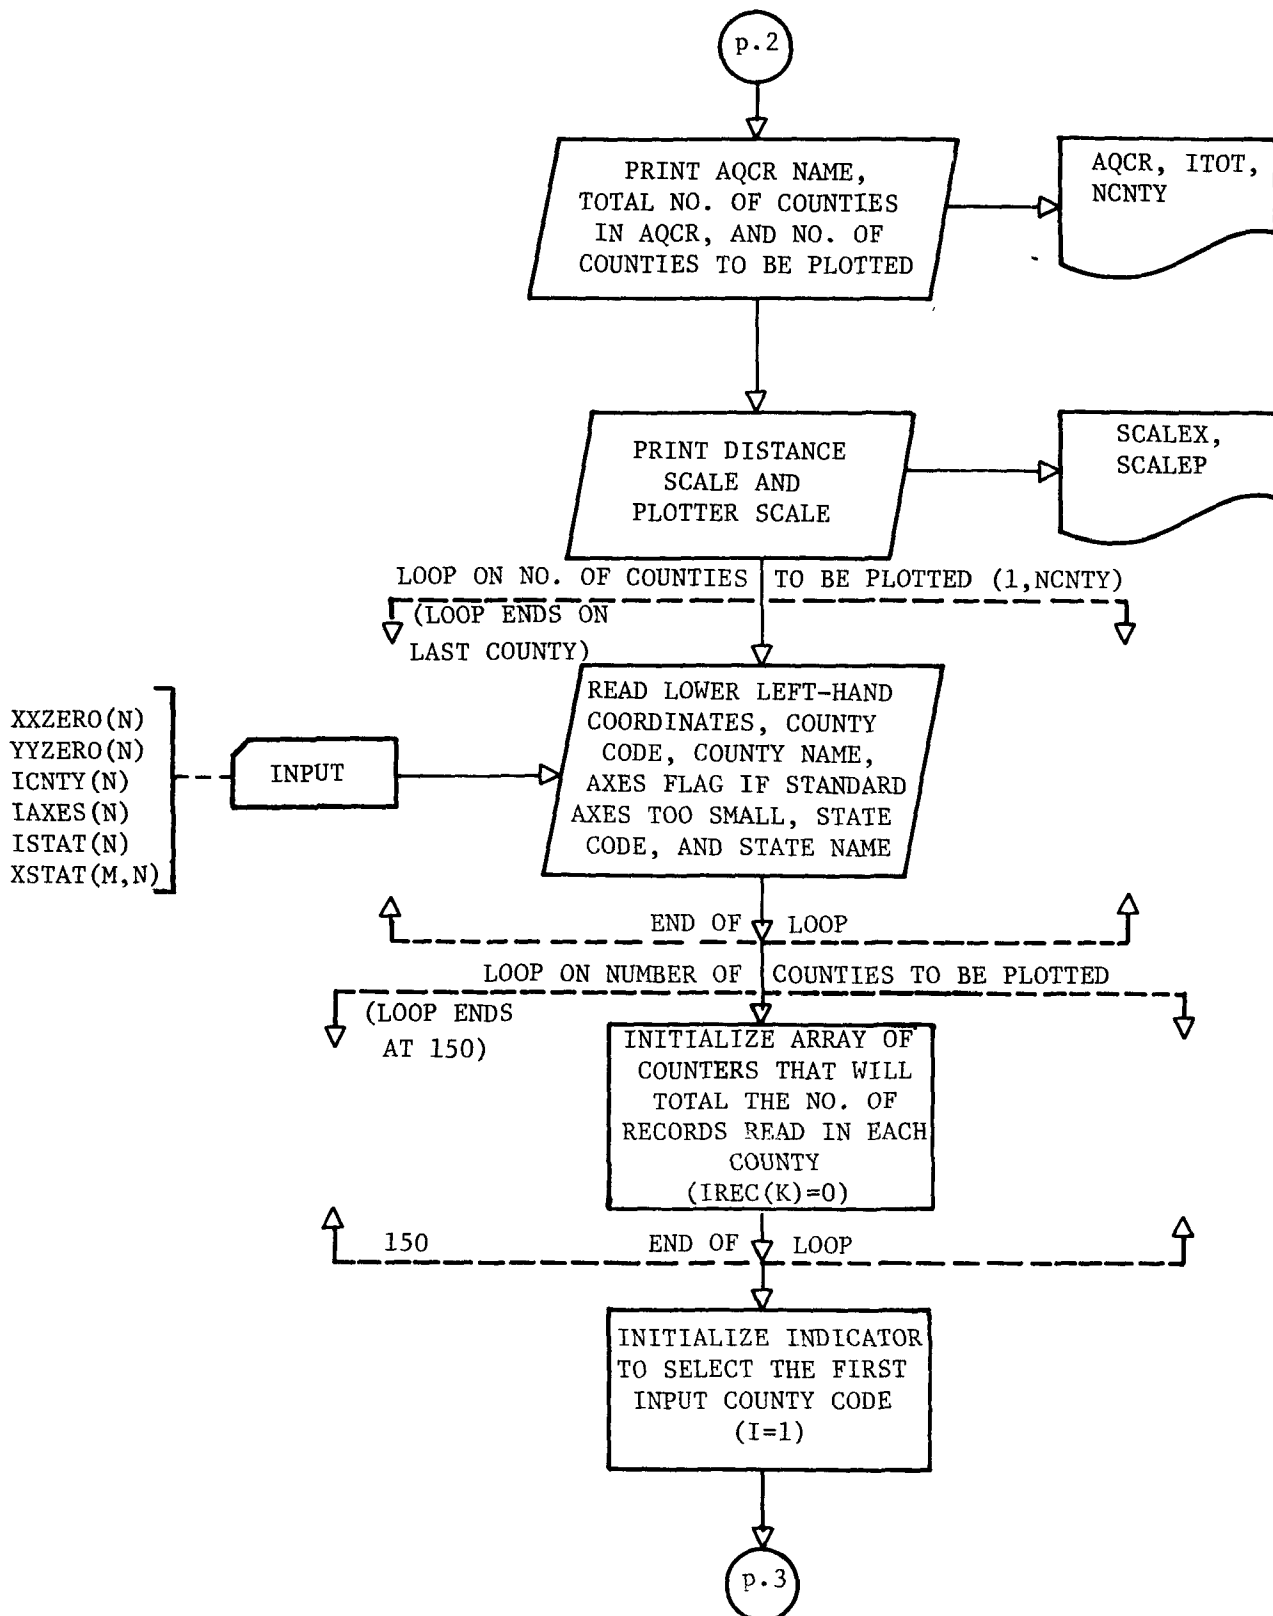 p.2
PRINT AQCR NAME,
TOTAL NO. OF COUNTIES
IN AQCR, AND NO. OF
COUNTIES TO BE PLOTTED
AQCR, ITOT,
NCNTY
PRINT DISTANCE
SCALE AND
PLOTTER SCALE
SCALEX,
SCALEP
LOOP ON NO. OF COUNTIES TO BE PLOTTED (1,NCNTY)
(LOOP ENDS ON
LAST COUNTY)
XXZERO(N)
YYZERO(N)
ICNTY(N)
IAXES(N)
ISTAT(N)
XSTAT(M,N)
INPUT
READ LOWER LEFT-HAND
COORDINATES, COUNTY
CODE, COUNTY NAME,
AXES FLAG IF STANDARD
AXES TOO SMALL, STATE
CODE, AND STATE NAME
END OF LOOP
LOOP ON NUMBER OF COUNTIES TO BE PLOTTED
(LOOP ENDS
AT 150)
INITIALIZE ARRAY OF
COUNTERS THAT WILL
TOTAL THE NO. OF
RECORDS READ IN EACH
COUNTY
(IREC(K)=0)
150 END OF LOOP
INITIALIZE INDICATOR
TO SELECT THE FIRST
INPUT COUNTY CODE
(I=1)
p.3